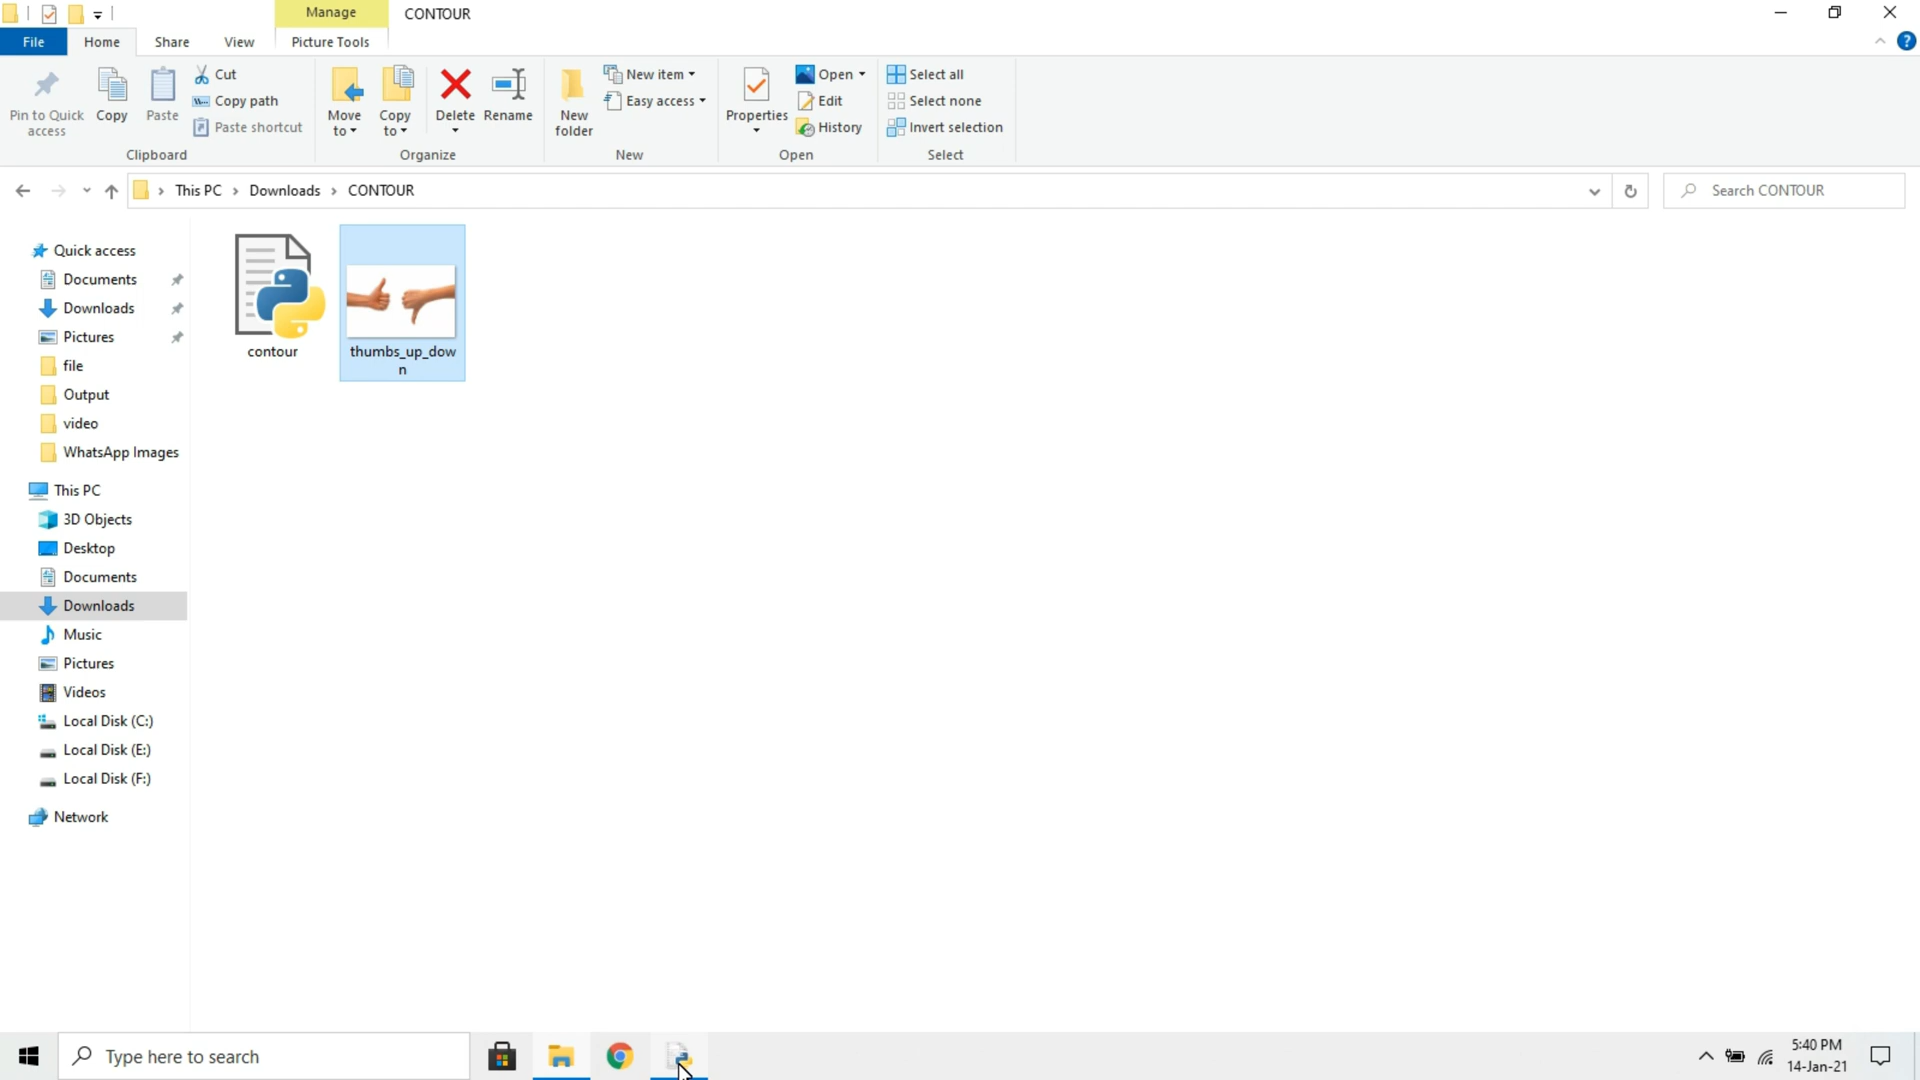 Manage
CONTOUR
File
Home
Share
View
Picture Tools
Pin to Quick
access
Copy
Paste
Cut
Copy path
Paste shortcut
Clipboard
Move
to
Copy
to
Delete
Rename
Organize
New
folder
New item
Easy access
New
Properties
Open
Edit
History
Open
Select all
Select none
Invert selection
Select
This PC
Downloads
CONTOUR
Search CONTOUR
Quick access
Documents
Downloads
Pictures
file
Output
video
WhatsApp Images
This PC
3D Objects
Desktop
Documents
Downloads
Music
Pictures
Videos
Local Disk (C:)
Local Disk (E:)
Local Disk (F:)
Network
contour
thumbs_up_dow
n
Type here to search
5:40 PM
14-Jan-21